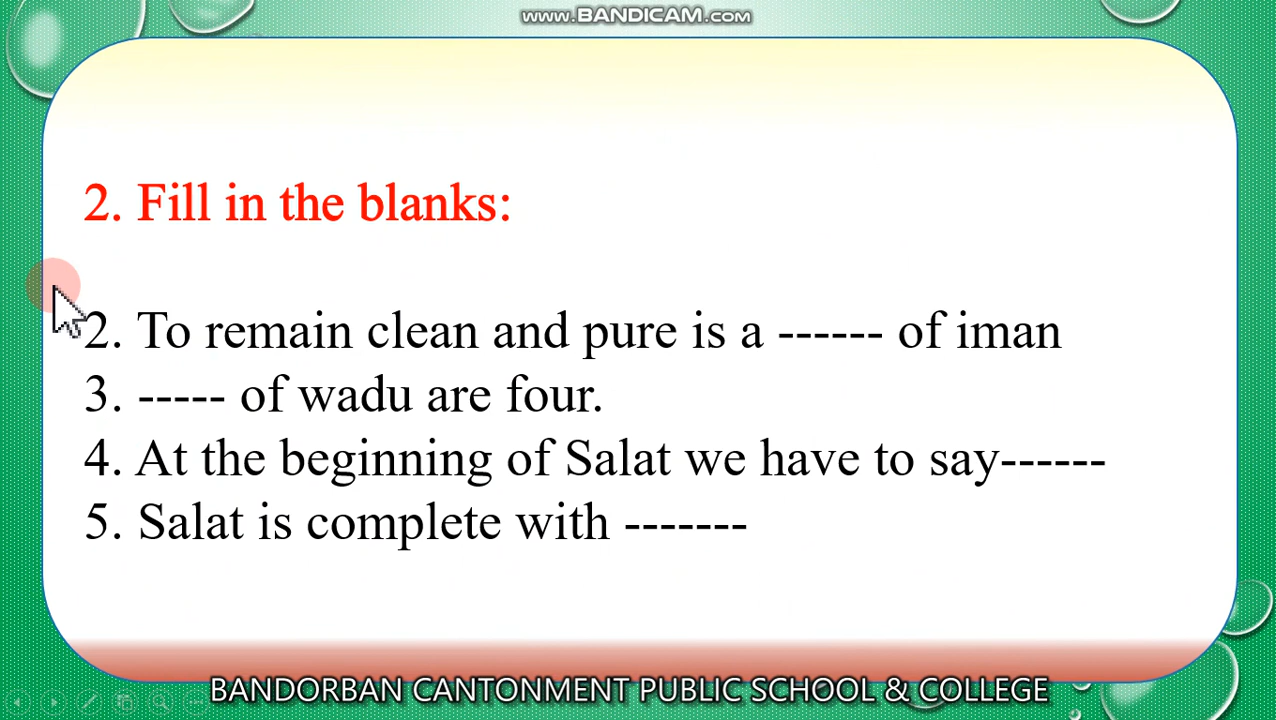 www.BANDICAM.com
2. Fill in the blanks:
2. To remain clean and pure is a ------ of iman
3. ----- of wadu are four.
4. At the beginning of Salat we have to say------
5. Salat is complete with -------
BANDORBAN CANTONMENT PUBLIC SCHOOL & COLLEGE